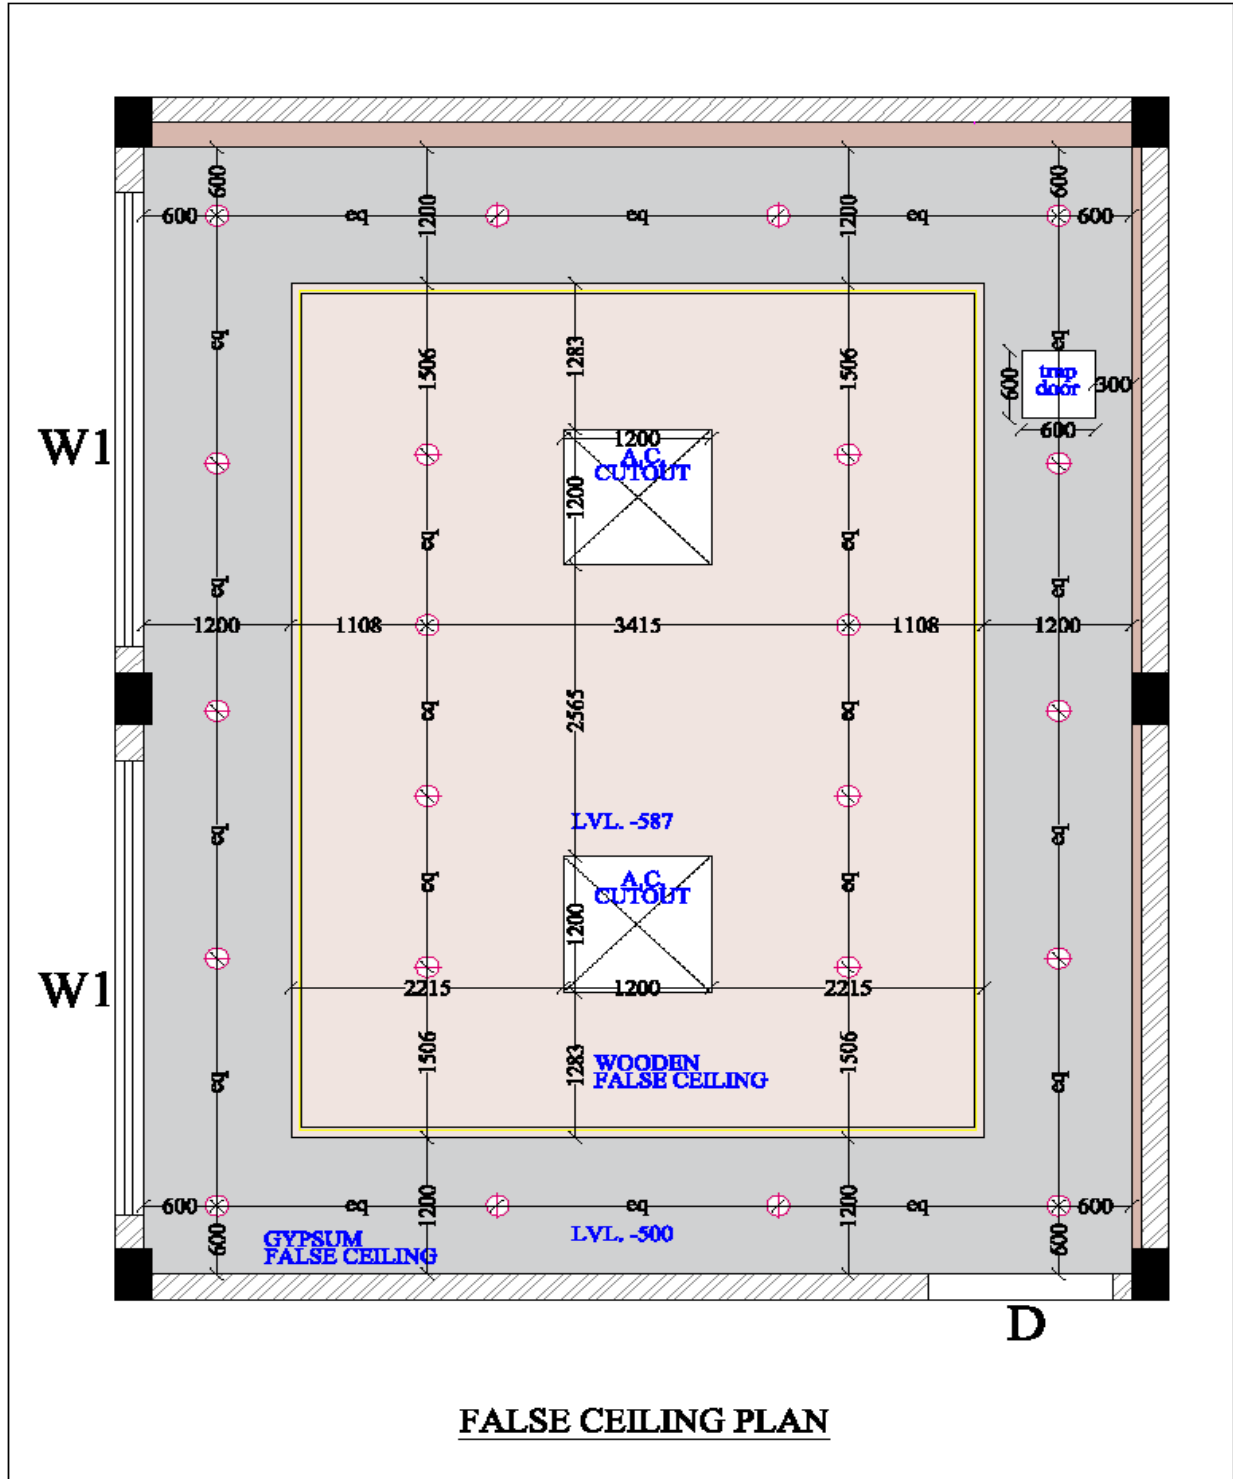 600
1200
1200
600
600
eq
eq
eq
600
eq
1506
1283
1506
eq
trap
door
600
300
600
W1
1200
A.C.
CUTOUT
1200
eq
eq
eq
eq
1200
1108
3415
1108
1200
eq
2565
eq
LVL. -587
eq
eq
A.C.
CUTOUT
eq
eq
1200
W1
2215
1200
2215
1506
1283
1506
WOODEN
FALSE CEILING
eq
eq
600
eq
eq
eq
600
1200
1200
600
600
GYPSUM
FALSE CEILING
LVL. -500
D
FALSE CEILING PLAN